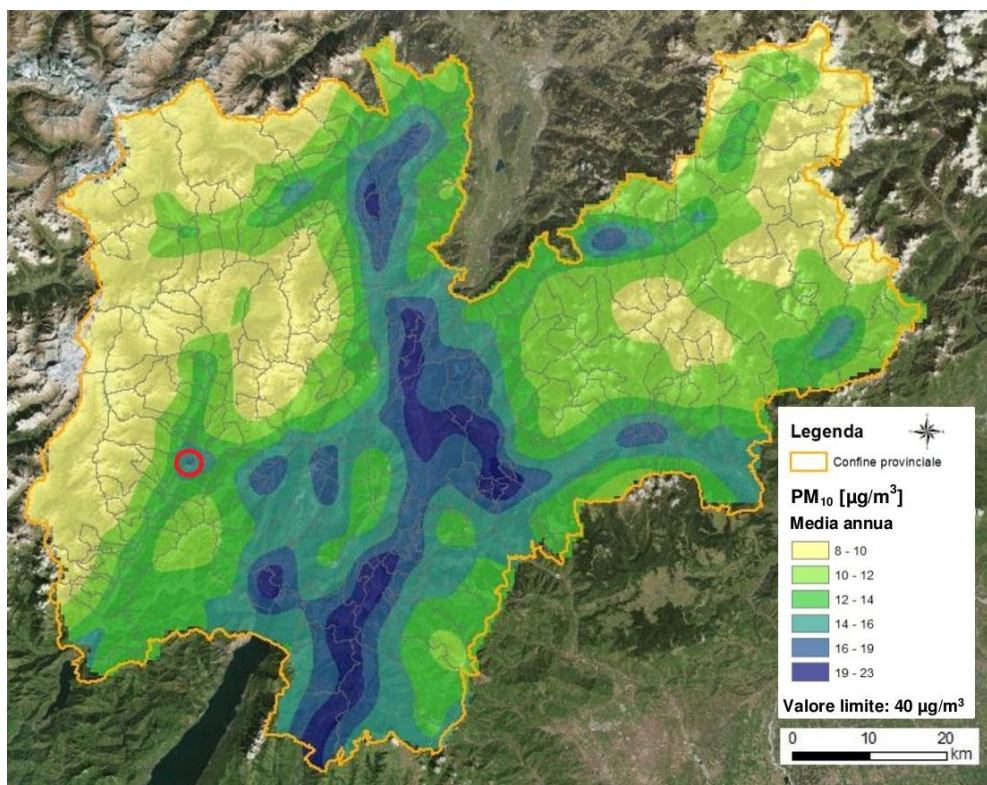 Legenda
Confine provinciale
PM₁₀ [µg/m³]
Media annua
8 - 10
10 - 12
12 - 14
14 - 16
16 - 19
19 - 23
Valore limite: 40 µg/m³
0 10 20
km